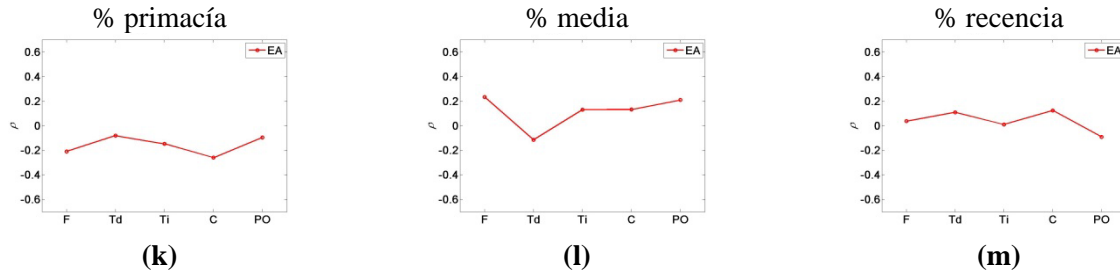 % primacía
% media
% recencia
EA
EA
EA
0.6
0.4
0.2
0
-0.2
-0.4
-0.6
ρ
F Td Ti C PO
0.6
0.4
0.2
0
-0.2
-0.4
-0.6
ρ
F Td Ti C PO
0.6
0.4
0.2
0
-0.2
-0.4
-0.6
ρ
F Td Ti C PO
(k)
(l)
(m)